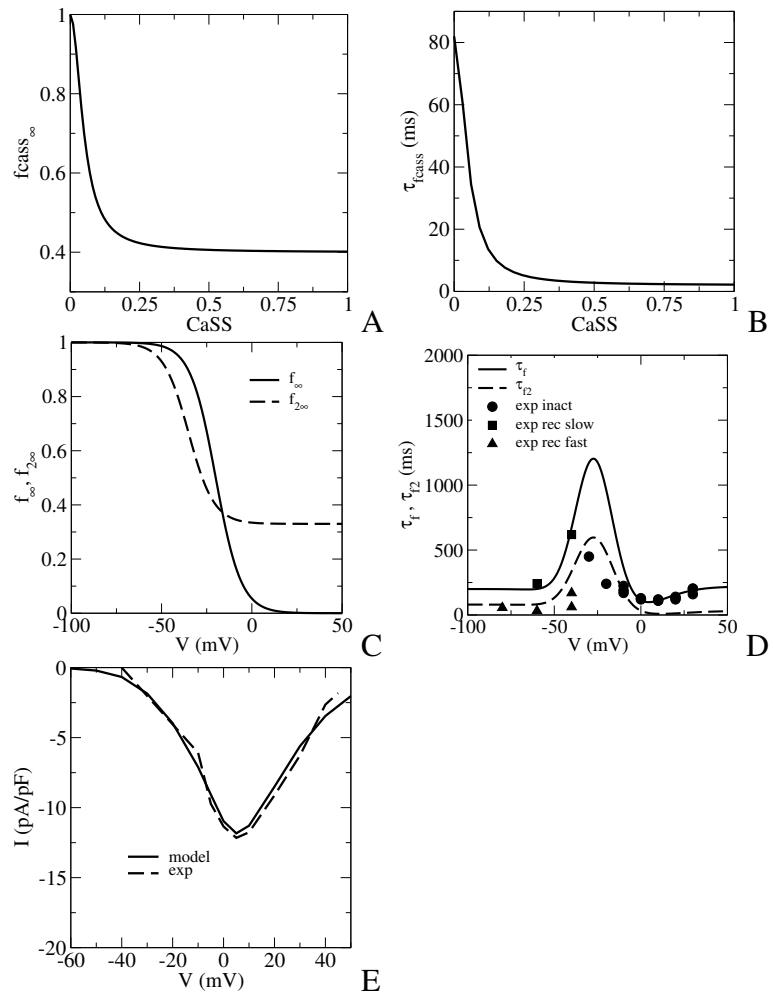 1
0.8
0.6
0.4
fcass∞
0
0.25
0.5
0.75
1
CaSS
A
80
60
40
20
0
τfcass (ms)
0
0.25
0.5
0.75
1
CaSS
B
1
0.8
0.6
0.4
0.2
0
f∞, f2∞
f∞
f2∞
-100
-50
0
50
V (mV)
C
2000
1500
1000
500
0
τf , τf2 (ms)
τf
τf2
exp inact
exp rec slow
exp rec fast
-100
-50
0
50
V (mV)
D
0
-5
-10
-15
-20
I (pA/pF)
model
exp
-60
-40
-20
0
20
40
V (mV)
E